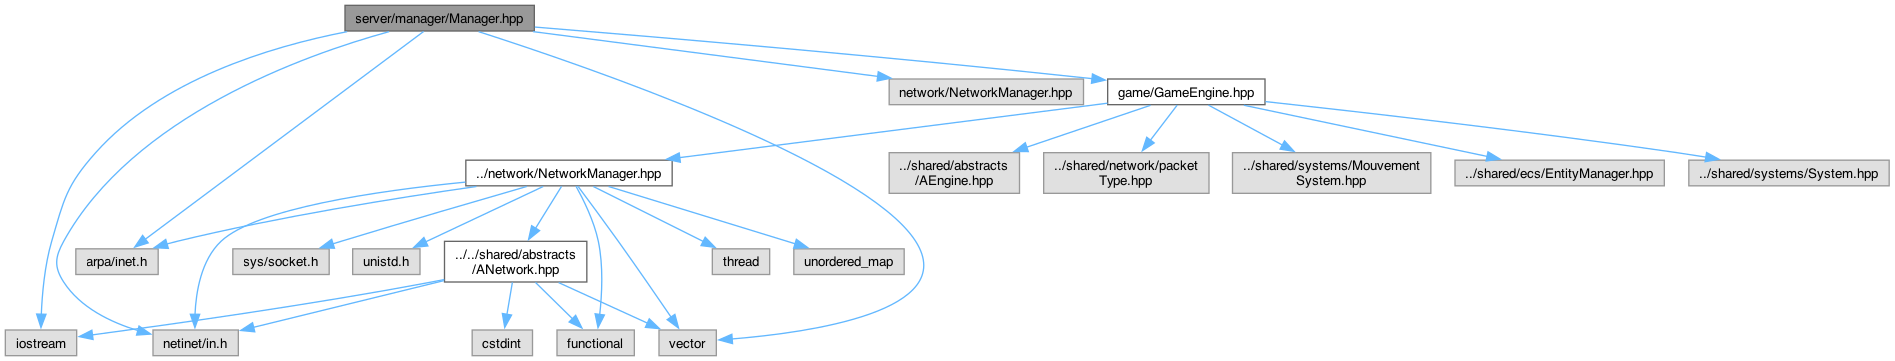 server/manager/Manager.hpp
network/NetworkManager.hpp
game/GameEngine.hpp
../network/NetworkManager.hpp
../shared/abstracts
/AEngine.hpp
../shared/network/packet
Type.hpp
../shared/systems/Mouvement
System.hpp
../shared/ecs/EntityManager.hpp
../shared/systems/System.hpp
arpa/inet.h
sys/socket.h
unistd.h
../../shared/abstracts
/ANetwork.hpp
thread
unordered_map
iostream
netinet/in.h
cstdint
functional
vector